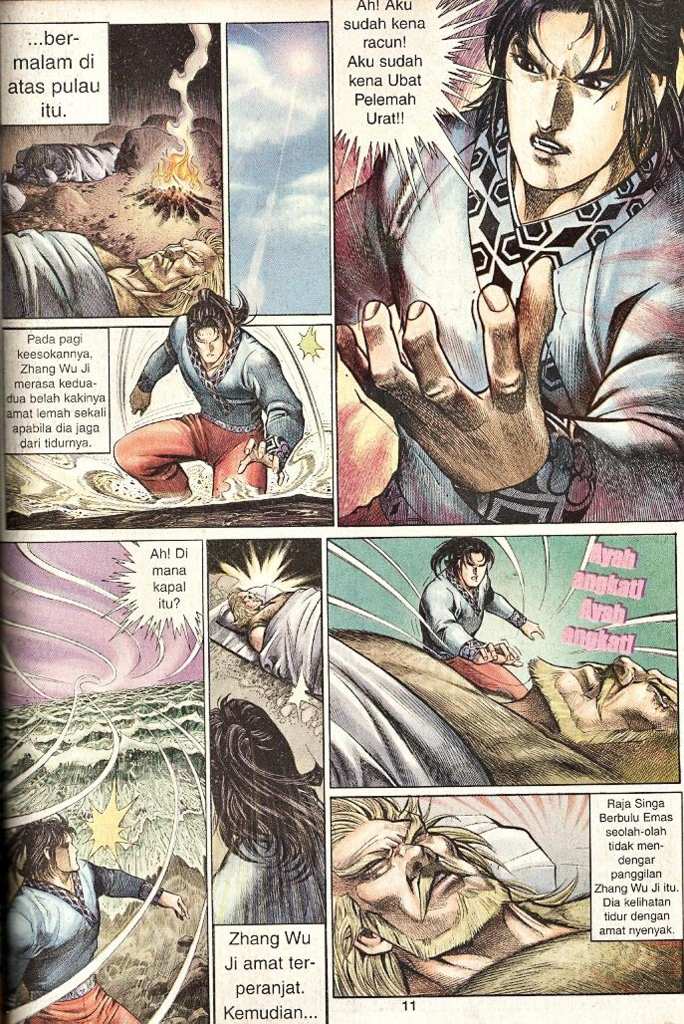 ...ber-
malam di
atas pulau
itu.
Ah! Aku
sudah kena
racun!
Aku sudah
kena Ubat
Pelemah
Urat!!
Pada pagi
keesokannya,
Zhang Wu Ji
merasa kedua-
dua belah kakinya
amat lemah sekali
apabila dia jaga
dari tidurnya.
Ah! Di
mana
kapal
itu?
Zhang Wu
Ji amat ter-
peranjat.
Kemudian...
Ayah
angkat!
Ayah
angkat!
Raja Singa
Berbulu Emas
seolah-olah
tidak men-
dengar
panggilan
Zhang Wu Ji itu.
Dia kelihatan
tidur dengan
amat nyenyak.
11